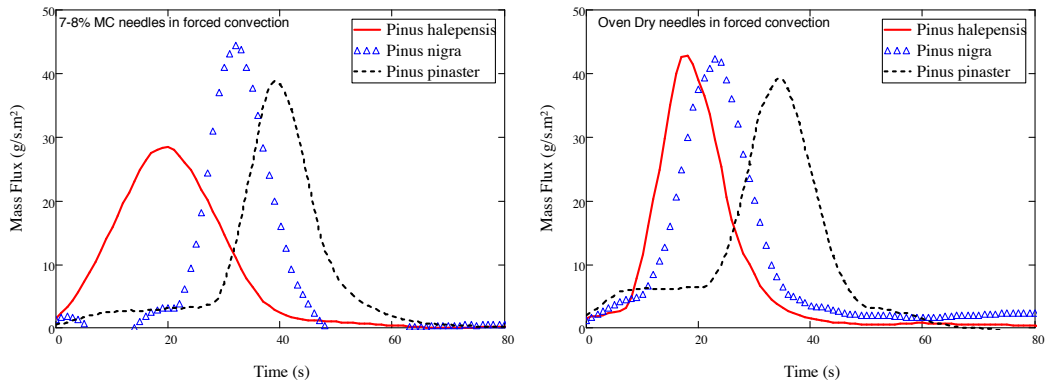 7-8% MC needles in forced convection
Pinus halepensis
Pinus nigra
Pinus pinaster
50
40
30
20
10
0
Mass Flux (g/s.m²)
0
20
40
60
80
Time (s)
Oven Dry needles in forced convection
Pinus halepensis
Pinus nigra
Pinus pinaster
50
40
30
20
10
0
Mass Flux (g/s.m²)
0
20
40
60
80
Time (s)